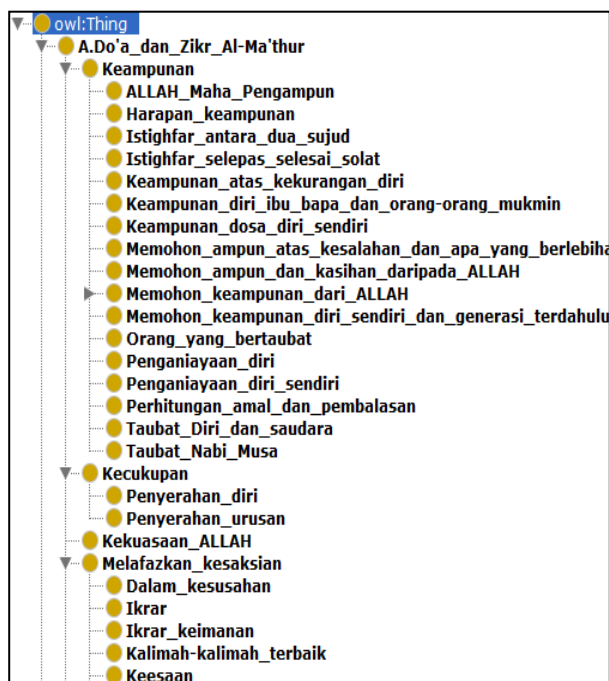 owl:Thing
A.Do'a_dan_Zikr_Al-Ma'thur
Keampunan
ALLAH_Maha_Pengampun
Harapan_keampunan
Istighfar_antara_dua_sujud
Istighfar_selepas_selesai_solat
Keampunan_atas_kekurangan_diri
Keampunan_diri_ibu_bapa_dan_orang-orang_mukmin
Keampunan_dosa_diri_sendiri
Memohon_ampun_atas_kesalahan_dan_apa_yang_berlebiha
Memohon_ampun_dan_kasihan_daripada_ALLAH
Memohon_keampunan_dari_ALLAH
Memohon_keampunan_diri_sendiri_dan_generasi_terdahulu
Orang_yang_bertaubat
Penganiayaan_diri
Penganiayaan_diri_sendiri
Perhitungan_amal_dan_pembalasan
Taubat_Diri_dan_saudara
Taubat_Nabi_Musa
Kecukupan
Penyerahan_diri
Penyerahan_urusan
Kekuasaan_ALLAH
Melafazkan_kesaksian
Dalam_kesusahan
Ikrar
Ikrar_keimanan
Kalimah-kalimah_terbaik
Keesaan